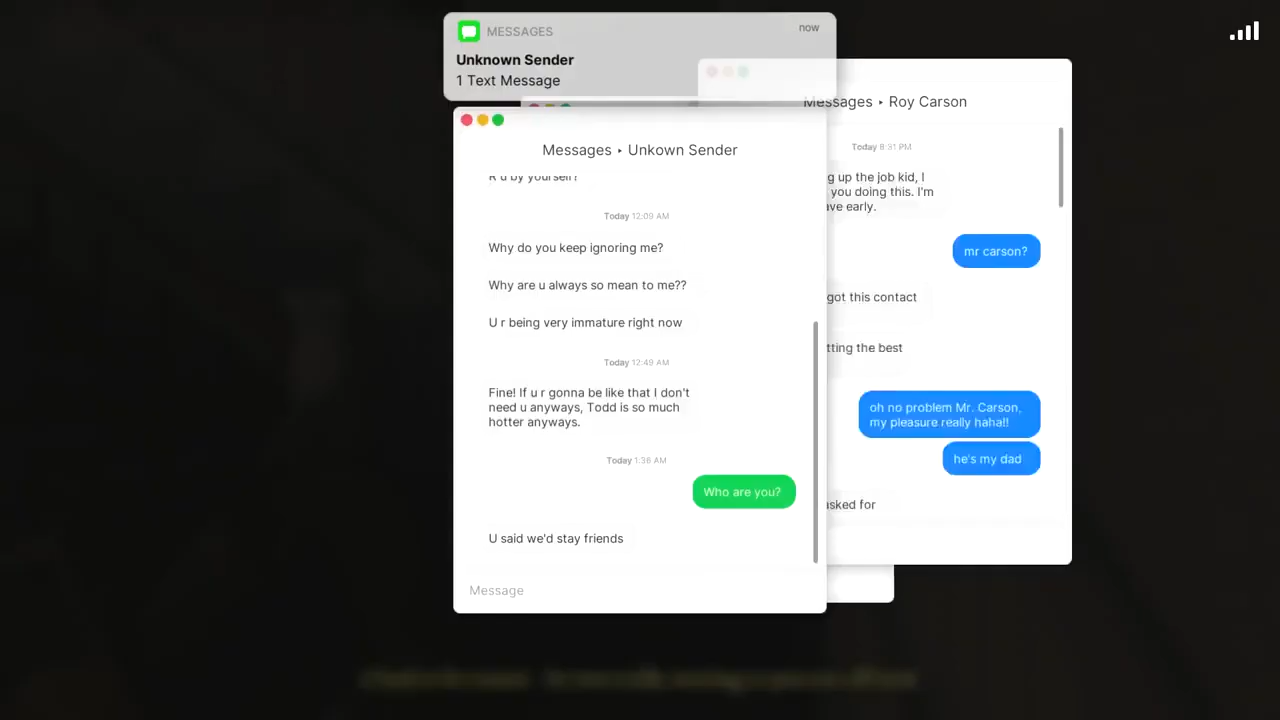 MESSAGES
now
Unknown Sender
1 Text Message
Messages ‣ Unkown Sender
R u by yourself?
Today 12:09 AM
Why do you keep ignoring me?
Why are u always so mean to me??
U r being very immature right now
Today 12:49 AM
Fine! If u r gonna be like that I don't
need u anyways, Todd is so much
hotter anyways.
Today 1:36 AM
Who are you?
U said we'd stay friends
Message
Messages ‣ Roy Carson
Today 8:31 PM
g up the job kid, I
you doing this. I'm
ave early.
mr carson?
got this contact
tting the best
oh no problem Mr. Carson,
my pleasure really haha!!
he's my dad
asked for